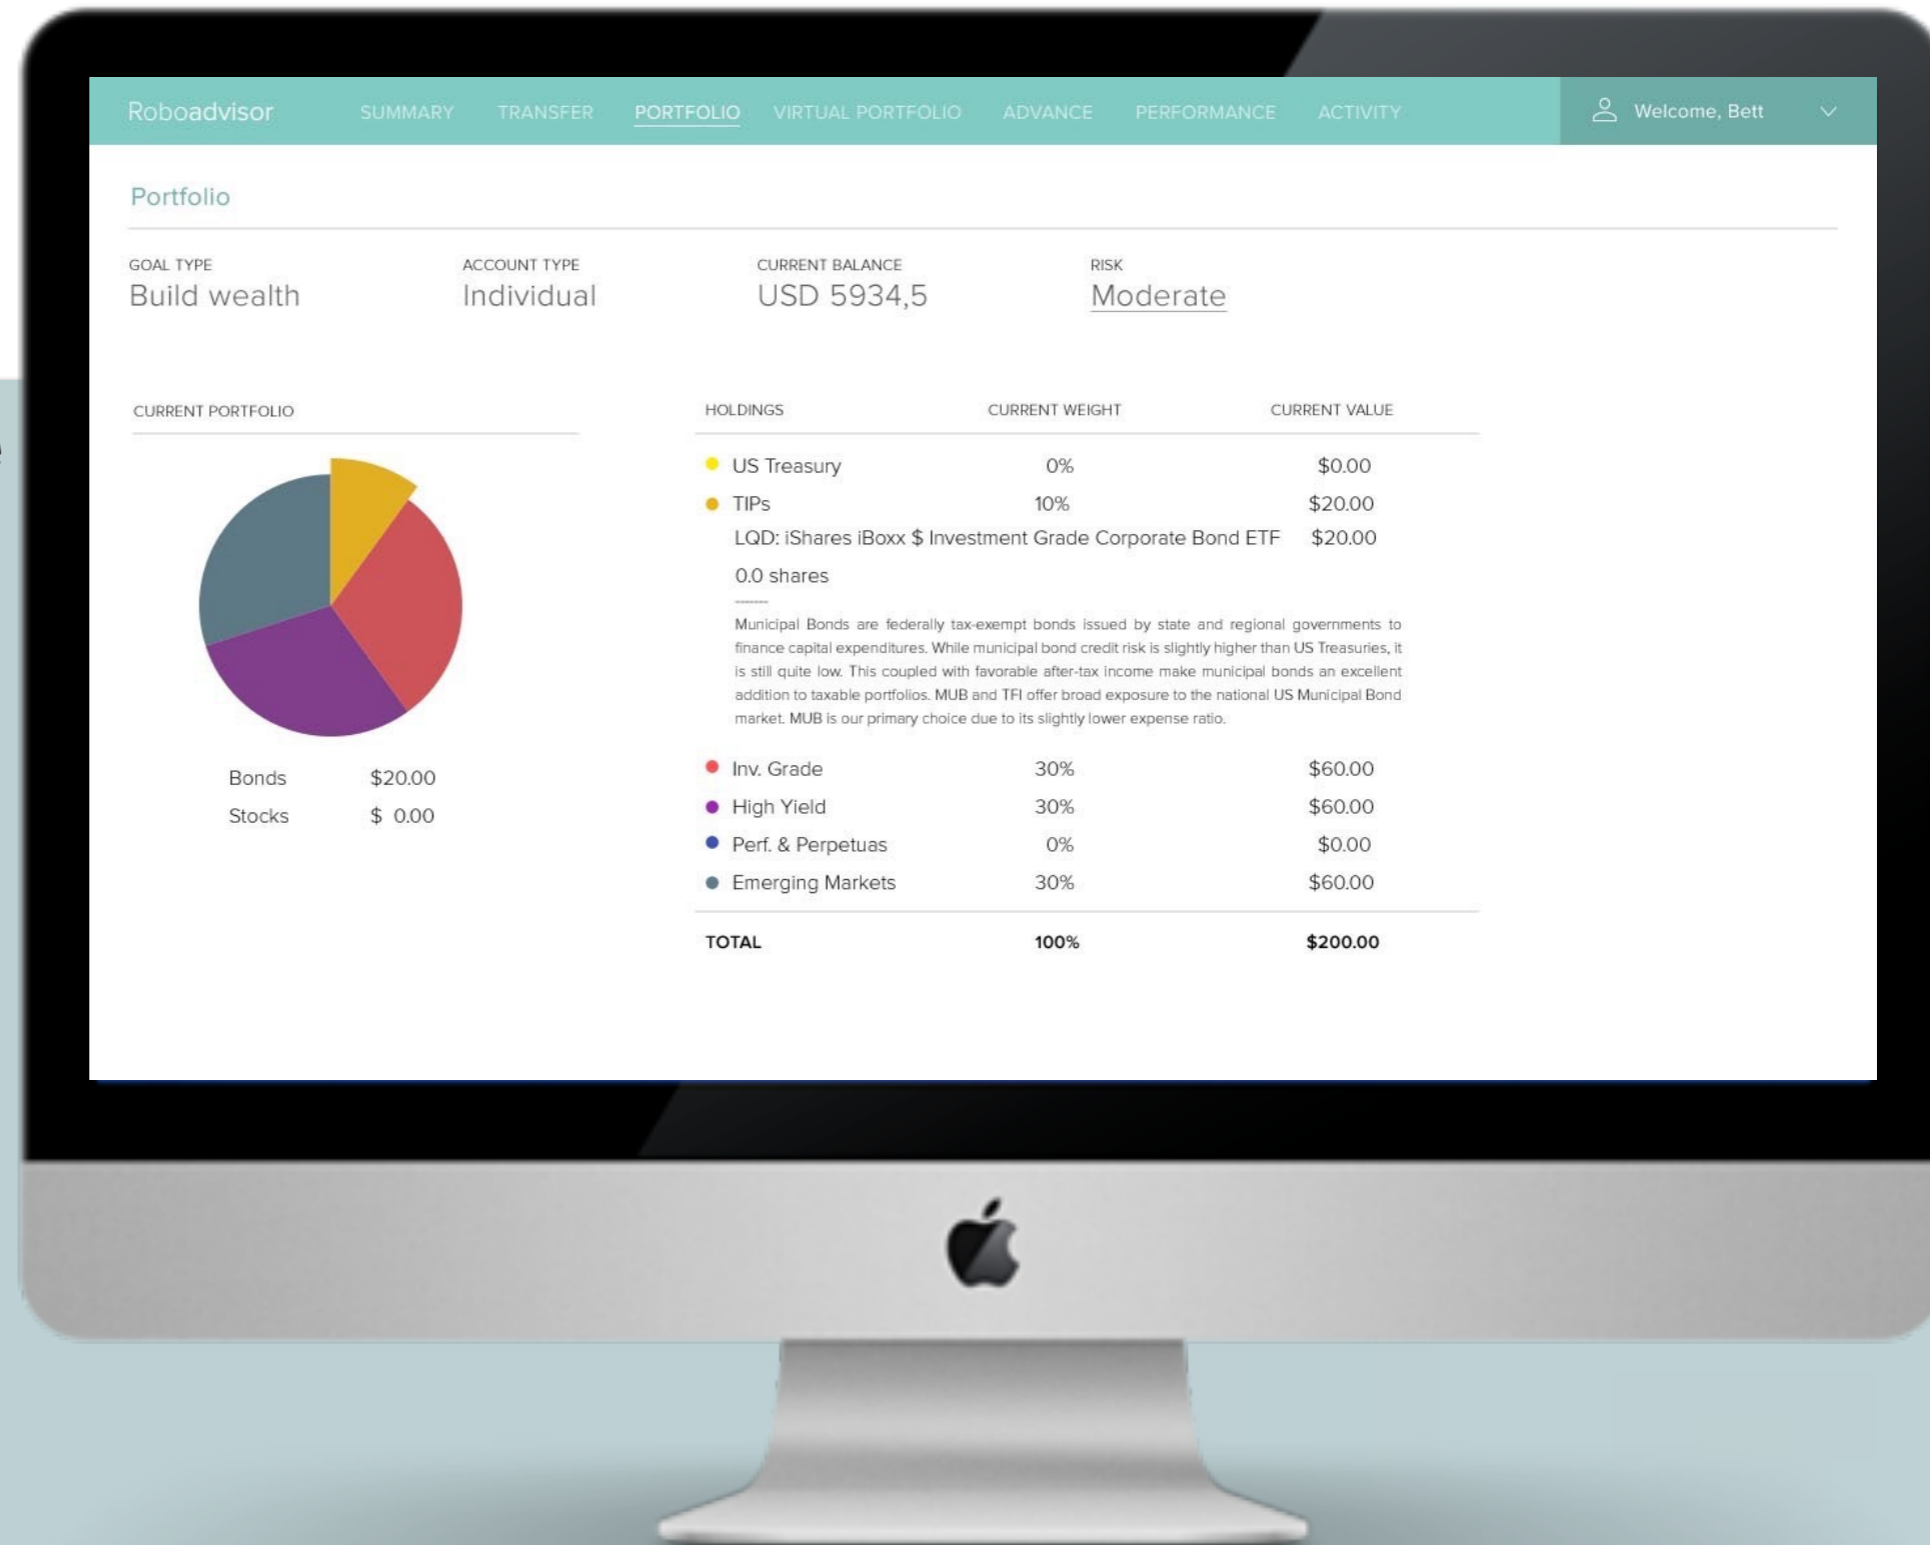 Roboadvisor SUMMARY TRANSFER PORTFOLIO VIRTUAL PORTFOLIO ADVANCE PERFORMANCE ACTIVITY Welcome, Bett
Portfolio
GOAL TYPE ACCOUNT TYPE CURRENT BALANCE RISK
Build wealth Individual USD 5934,5 Moderate
CURRENT PORTFOLIO
Bonds $20.00
Stocks $ 0.00
HOLDINGS CURRENT WEIGHT CURRENT VALUE
US Treasury 0% $0.00
TIPs 10% $20.00
LQD: iShares iBoxx $ Investment Grade Corporate Bond ETF $20.00
0.0 shares
-------
Municipal Bonds are federally tax-exempt bonds issued by state and regional governments to
finance capital expenditures. While municipal bond credit risk is slightly higher than US Treasuries, it
is still quite low. This coupled with favorable after-tax income make municipal bonds an excellent
addition to taxable portfolios. MUB and TFI offer broad exposure to the national US Municipal Bond
market. MUB is our primary choice due to its slightly lower expense ratio.
Inv. Grade 30% $60.00
High Yield 30% $60.00
Perf. & Perpetuas 0% $0.00
Emerging Markets 30% $60.00
TOTAL 100% $200.00